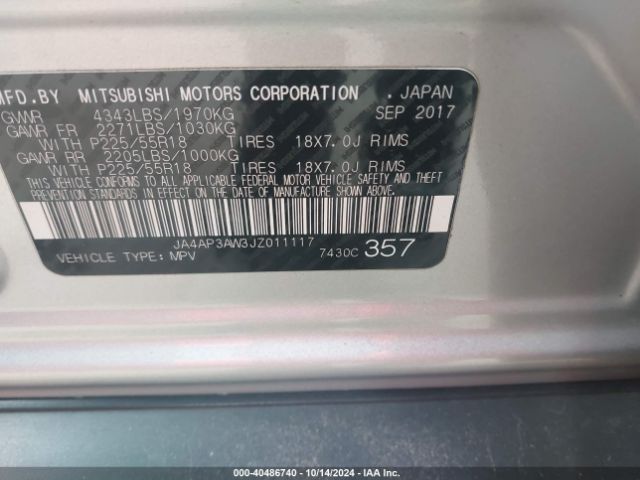 MFD.BY MITSUBISHI MOTORS CORPORATION . JAPAN
GVWR 4343LBS/1970KG SEP 2017
GAWR FR 2271LBS/1030KG
WITH P225/55R18 TIRES 18X7.0J RIMS
GAWR RR 2205LBS/1000KG
WITH P225/55R18 TIRES 18X7.0J RIMS
THIS VEHICLE CONFORMS TO ALL APPLICABLE FEDERAL MOTOR VEHICLE SAFETY AND THEFT
PREVENTION STANDARDS IN EFFECT ON THE DATE OF MANUFACTURE SHOWN ABOVE.
JA4AP3AW3JZ011117
VEHICLE TYPE: MPV 7430C 357
000-40486740 - 10/14/2024 - IAA Inc.